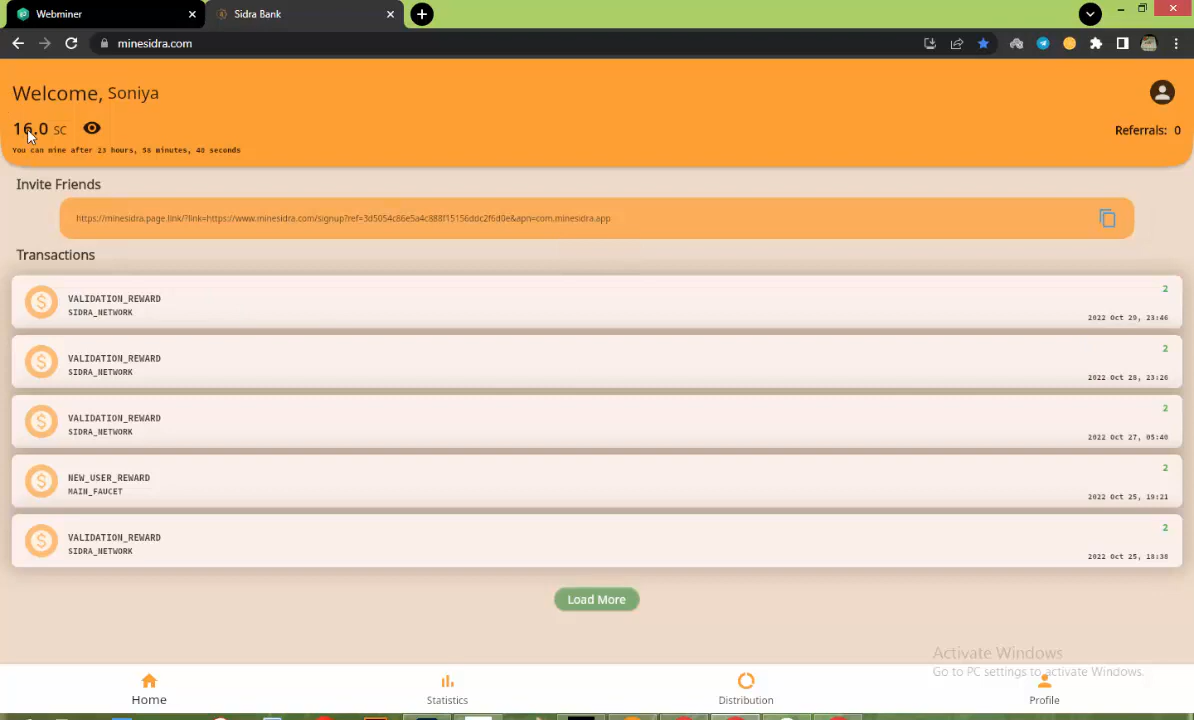 Webminer
Sidra Bank
minesidra.com
Welcome, Soniya
16.0 SC
Referrals: 0
You can mine after 23 hours, 56 minutes, 48 seconds
Invite Friends
https://minesidra.page.link/?link=https://www.minesidra.com/signup?ref=3d5054c86e5a4c888f15156ddc2f6d0e&apn=com.minesidra.app
Transactions
VALIDATION_REWARD
2
SIDRA_NETWORK
2022 Oct 29, 23:46
VALIDATION_REWARD
2
SIDRA_NETWORK
2022 Oct 28, 23:26
VALIDATION_REWARD
2
SIDRA_NETWORK
2022 Oct 27, 05:40
NEW_USER_REWARD
2
MAIN_FAUCET
2022 Oct 25, 19:21
VALIDATION_REWARD
2
SIDRA_NETWORK
2022 Oct 25, 18:38
Load More
Activate Windows
Go to PC settings to activate Windows.
Home
Statistics
Distribution
Profile